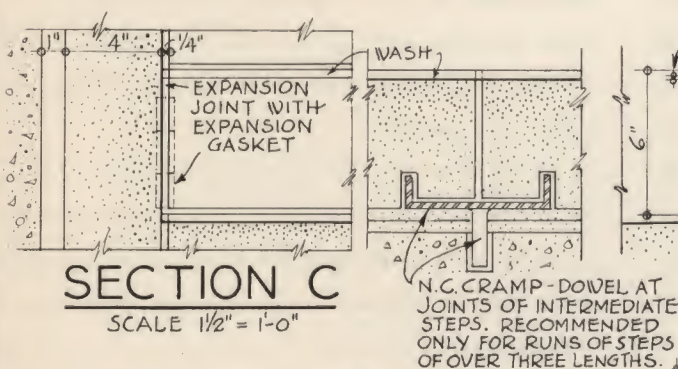 1" 4" 1/4"
WASH
EXPANSION
JOINT WITH
EXPANSION
GASKET
6"
SECTION C
SCALE 1½" = 1'-0"
N.C. CRAMP-DOWEL AT
JOINTS OF INTERMEDIATE
STEPS. RECOMMENDED
ONLY FOR RUNS OF STEPS
OF OVER THREE LENGTHS.